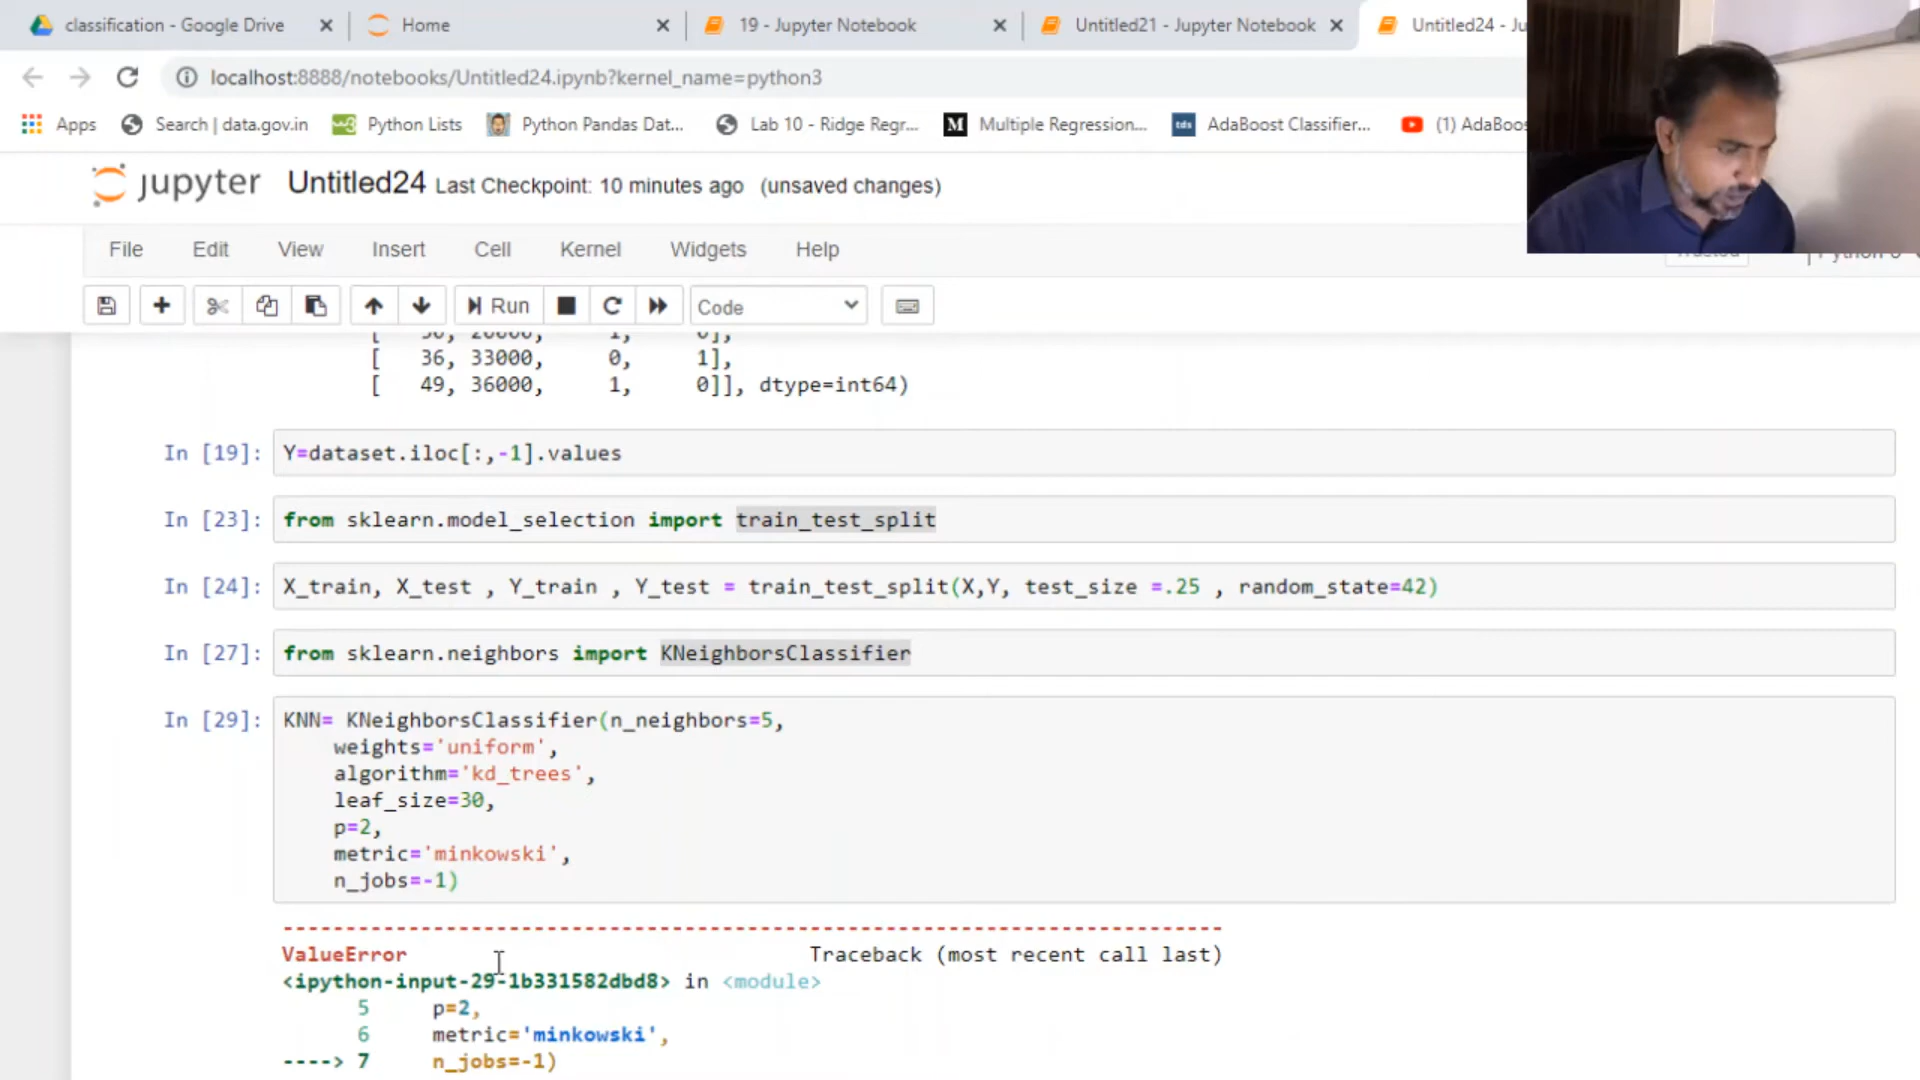 classification - Google Drive
Home
19 - Jupyter Notebook
Untitled21 - Jupyter Notebook
Untitled24 - Ju
localhost:8888/notebooks/Untitled24.ipynb?kernel_name=python3
Apps
Search | data.gov.in
Python Lists
Python Pandas Dat...
Lab 10 - Ridge Regr...
M
Multiple Regression...
tds
AdaBoost Classifier...
(1) AdaBoos
jupyter
Untitled24 Last Checkpoint: 10 minutes ago (unsaved changes)
File Edit View Insert Cell Kernel Widgets Help
Run
Code
[ 36, 33000, 0, 1],
[ 49, 36000, 1, 0]], dtype=int64)
In [19]: Y=dataset.iloc[:,-1].values
In [23]: from sklearn.model_selection import train_test_split
In [24]: X_train, X_test , Y_train , Y_test = train_test_split(X,Y, test_size =.25 , random_state=42)
In [27]: from sklearn.neighbors import KNeighborsClassifier
In [29]: KNN= KNeighborsClassifier(n_neighbors=5,
weights='uniform',
algorithm='kd_trees',
leaf_size=30,
p=2,
metric='minkowski',
n_jobs=-1)
ValueError Traceback (most recent call last)
<ipython-input-29-1b331582dbd8> in <module>
5 p=2,
6 metric='minkowski',
----> 7 n_jobs=-1)